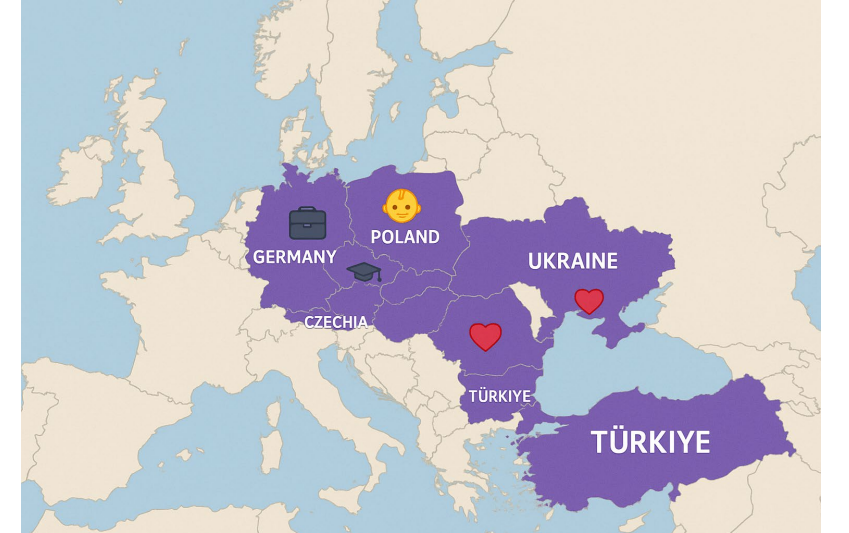 POLAND
GERMANY
UKRAINE
CZECHIA
TÜRKIYE
TÜRKIYE